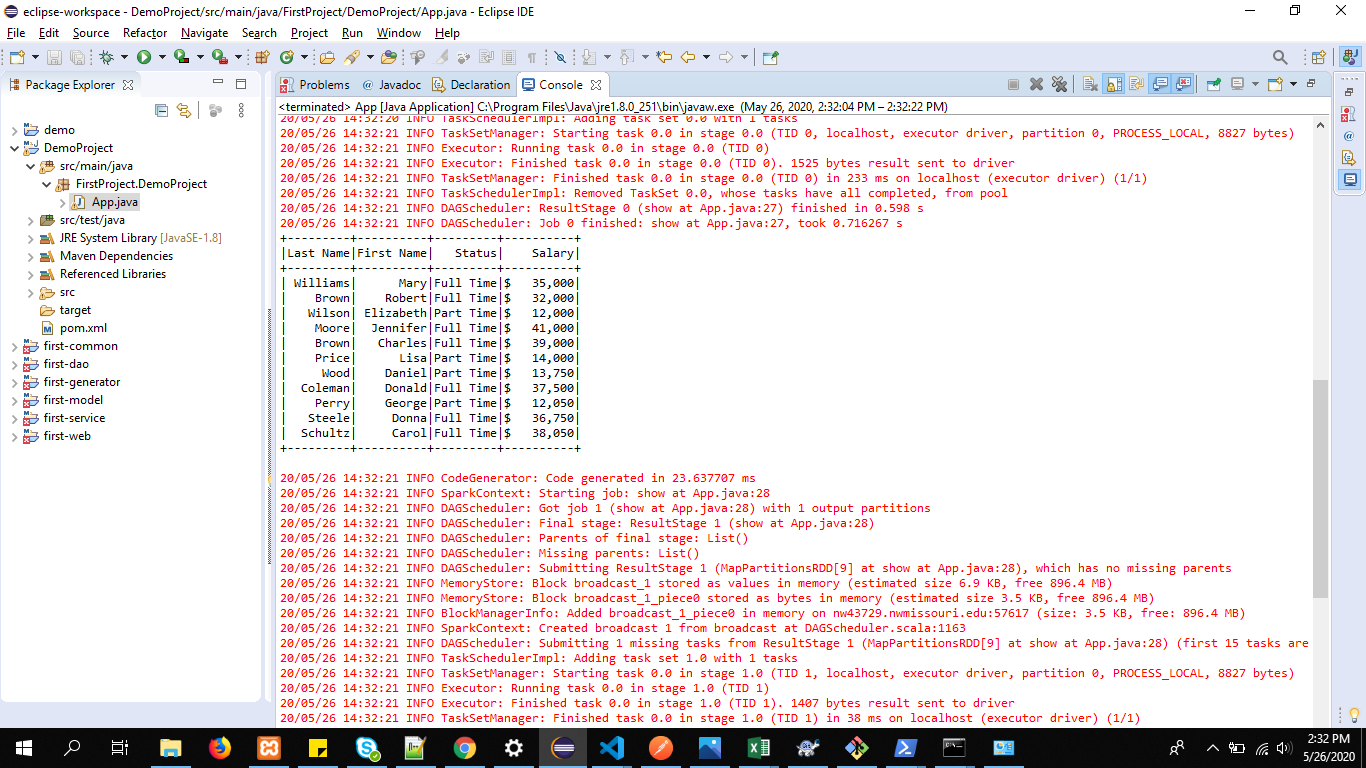 eclipse-workspace - DemoProject/src/main/java/FirstProject/DemoProject/App.java - Eclipse IDE
File Edit Source Refactor Navigate Search Project Run Window Help
Package Explorer
demo
DemoProject
src/main/java
FirstProject.DemoProject
App.java
src/test/java
JRE System Library [JavaSE-1.8]
Maven Dependencies
Referenced Libraries
src
target
pom.xml
first-common
first-dao
first-generator
first-model
first-service
first-web
Problems Javadoc Declaration Console
<terminated> App [Java Application] C:\Program Files\Java\jre1.8.0_251\bin\javaw.exe (May 26, 2020, 2:32:04 PM – 2:32:22 PM)
20/05/26 14:32:20 INFO TaskSchedulerImpl: Adding task set 0.0 with 1 tasks
20/05/26 14:32:21 INFO TaskSetManager: Starting task 0.0 in stage 0.0 (TID 0, localhost, executor driver, partition 0, PROCESS_LOCAL, 8827 bytes)
20/05/26 14:32:21 INFO Executor: Running task 0.0 in stage 0.0 (TID 0)
20/05/26 14:32:21 INFO Executor: Finished task 0.0 in stage 0.0 (TID 0). 1525 bytes result sent to driver
20/05/26 14:32:21 INFO TaskSetManager: Finished task 0.0 in stage 0.0 (TID 0) in 233 ms on localhost (executor driver) (1/1)
20/05/26 14:32:21 INFO TaskSchedulerImpl: Removed TaskSet 0.0, whose tasks have all completed, from pool
20/05/26 14:32:21 INFO DAGScheduler: ResultStage 0 (show at App.java:27) finished in 0.598 s
20/05/26 14:32:21 INFO DAGScheduler: Job 0 finished: show at App.java:27, took 0.716267 s
+---------+----------+---------+----------+
|Last Name|First Name|   Status|    Salary|
+---------+----------+---------+----------+
| Williams|      Mary|Full Time|$   35,000|
|    Brown|    Robert|Full Time|$   32,000|
|   Wilson| Elizabeth|Part Time|$   12,000|
|    Moore|  Jennifer|Full Time|$   41,000|
|    Brown|   Charles|Full Time|$   39,000|
|    Price|      Lisa|Part Time|$   14,000|
|     Wood|    Daniel|Part Time|$   13,750|
|  Coleman|    Donald|Full Time|$   37,500|
|    Perry|    George|Part Time|$   12,050|
|   Steele|     Donna|Full Time|$   36,750|
|  Schultz|     Carol|Full Time|$   38,050|
+---------+----------+---------+----------+
20/05/26 14:32:21 INFO CodeGenerator: Code generated in 23.637707 ms
20/05/26 14:32:21 INFO SparkContext: Starting job: show at App.java:28
20/05/26 14:32:21 INFO DAGScheduler: Got job 1 (show at App.java:28) with 1 output partitions
20/05/26 14:32:21 INFO DAGScheduler: Final stage: ResultStage 1 (show at App.java:28)
20/05/26 14:32:21 INFO DAGScheduler: Parents of final stage: List()
20/05/26 14:32:21 INFO DAGScheduler: Missing parents: List()
20/05/26 14:32:21 INFO DAGScheduler: Submitting ResultStage 1 (MapPartitionsRDD[9] at show at App.java:28), which has no missing parents
20/05/26 14:32:21 INFO MemoryStore: Block broadcast_1 stored as values in memory (estimated size 6.9 KB, free 896.4 MB)
20/05/26 14:32:21 INFO MemoryStore: Block broadcast_1_piece0 stored as bytes in memory (estimated size 3.5 KB, free 896.4 MB)
20/05/26 14:32:21 INFO BlockManagerInfo: Added broadcast_1_piece0 in memory on nw43729.nwmissouri.edu:57617 (size: 3.5 KB, free: 896.4 MB)
20/05/26 14:32:21 INFO SparkContext: Created broadcast 1 from broadcast at DAGScheduler.scala:1163
20/05/26 14:32:21 INFO DAGScheduler: Submitting 1 missing tasks from ResultStage 1 (MapPartitionsRDD[9] at show at App.java:28) (first 15 tasks are
20/05/26 14:32:21 INFO TaskSchedulerImpl: Adding task set 1.0 with 1 tasks
20/05/26 14:32:21 INFO TaskSetManager: Starting task 0.0 in stage 1.0 (TID 1, localhost, executor driver, partition 0, PROCESS_LOCAL, 8827 bytes)
20/05/26 14:32:21 INFO Executor: Running task 0.0 in stage 1.0 (TID 1)
20/05/26 14:32:21 INFO Executor: Finished task 0.0 in stage 1.0 (TID 1). 1407 bytes result sent to driver
20/05/26 14:32:21 INFO TaskSetManager: Finished task 0.0 in stage 1.0 (TID 1) in 38 ms on localhost (executor driver) (1/1)
2:32 PM
5/26/2020